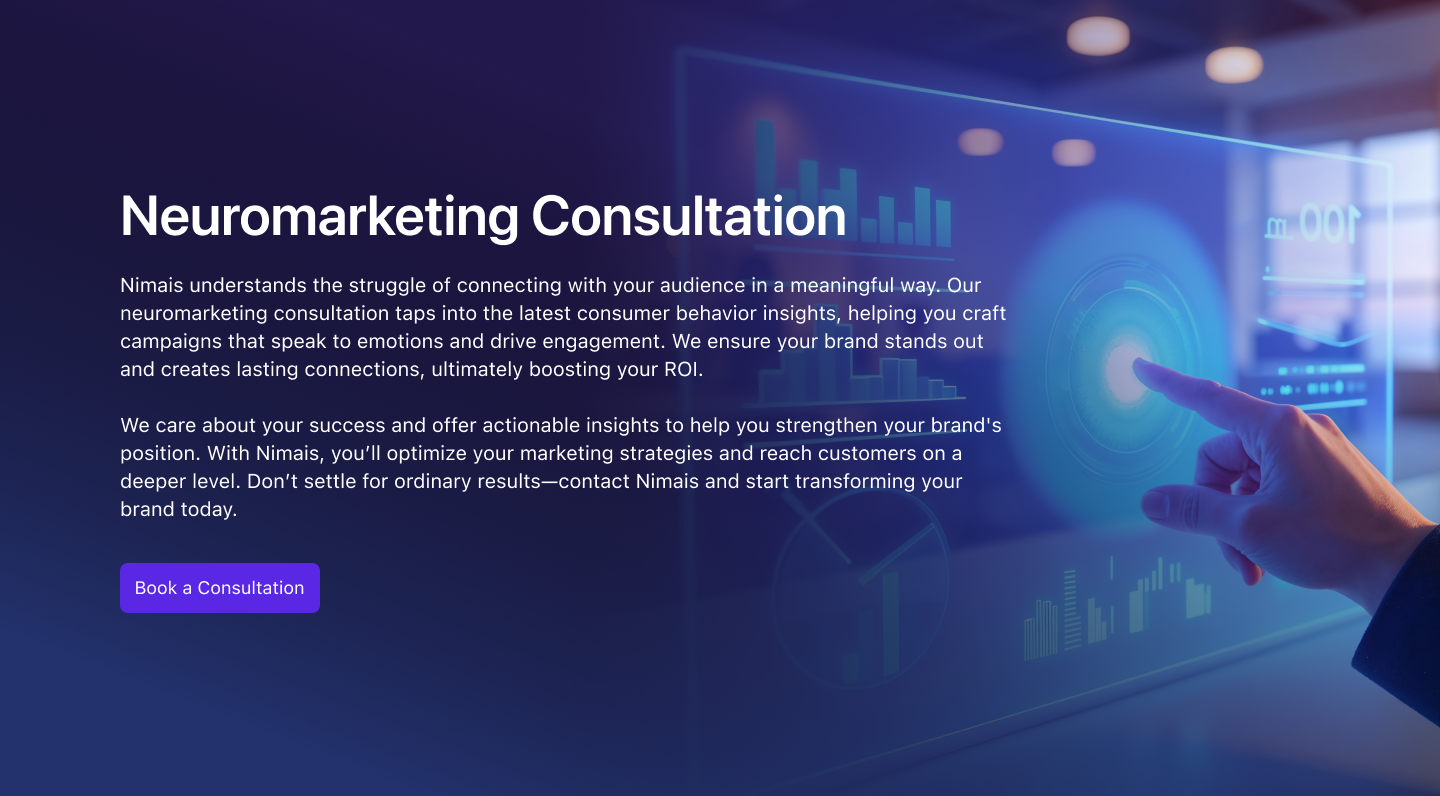 Neuromarketing Consultation
Nimais understands the struggle of connecting with your audience in a meaningful way. Our
neuromarketing consultation taps into the latest consumer behavior insights, helping you craft
campaigns that speak to emotions and drive engagement. We ensure your brand stands out
and creates lasting connections, ultimately boosting your ROI.
We care about your success and offer actionable insights to help you strengthen your brand's
position. With Nimais, you’ll optimize your marketing strategies and reach customers on a
deeper level. Don’t settle for ordinary results—contact Nimais and start transforming your
brand today.
Book a Consultation